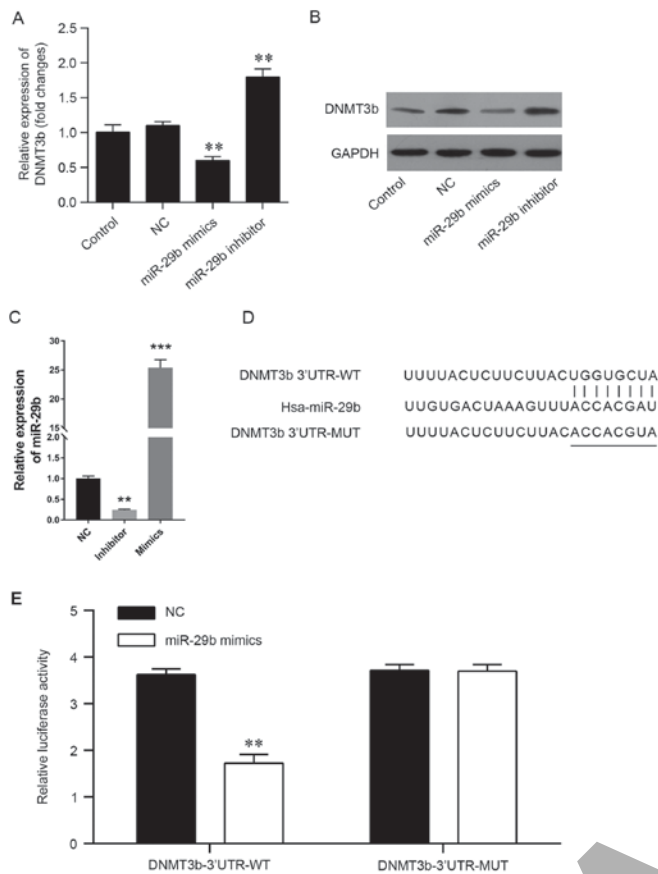 A
Relative expression of
DNMT3b (fold changes)
2.5
2.0
1.5
1.0
0.5
0.0
**
**
Control
NC
miR-29b mimics
miR-29b inhibitor
B
DNMT3b
GAPDH
Control
NC
miR-29b mimics
miR-29b inhibitor
C
Relative expression
of miR-29b
30
25
20
15
2.0
1.5
1.0
0.5
0.0
**
***
NC
Inhibitor
Mimics
D
DNMT3b 3'UTR-WT UUUUACUCUUCUUACUGGUGCUA
Hsa-miR-29b UUGUGACUAAAGUUUACCACGAU
DNMT3b 3'UTR-MUT UUUUACUCUUCUUACACCACGUA
E
NC
miR-29b mimics
Relative luciferase activity
5
4
3
2
1
0
**
DNMT3b-3'UTR-WT
DNMT3b-3'UTR-MUT